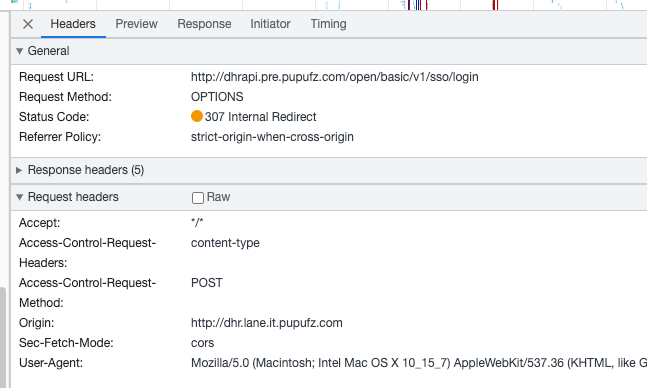 Headers Preview Response Initiator Timing
General
Request URL: http://dhrapi.pre.pupufz.com/open/basic/v1/sso/login
Request Method: OPTIONS
Status Code: 307 Internal Redirect
Referrer Policy: strict-origin-when-cross-origin
Response headers (5)
Request headers Raw
Accept: */*
Access-Control-Request- content-type
Headers:
Access-Control-Request- POST
Method:
Origin: http://dhr.lane.it.pupufz.com
Sec-Fetch-Mode: cors
User-Agent: Mozilla/5.0 (Macintosh; Intel Mac OS X 10_15_7) AppleWebKit/537.36 (KHTML, like G